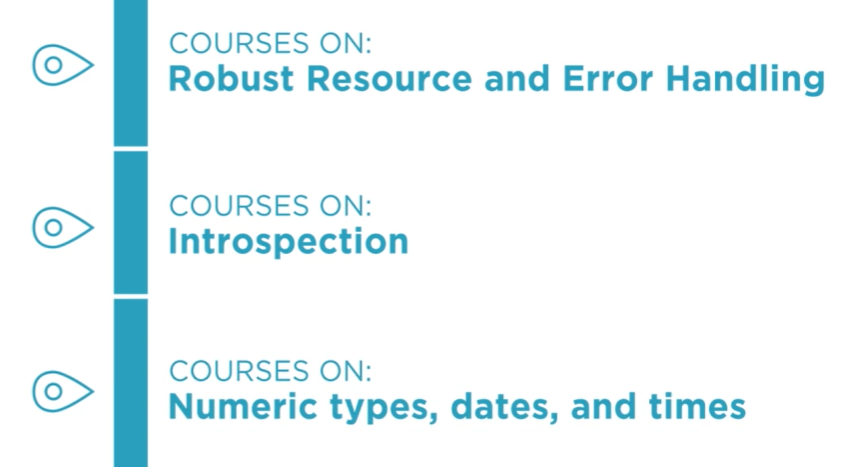 COURSES ON:
Robust Resource and Error Handling
COURSES ON:
Introspection
COURSES ON:
Numeric types, dates, and times